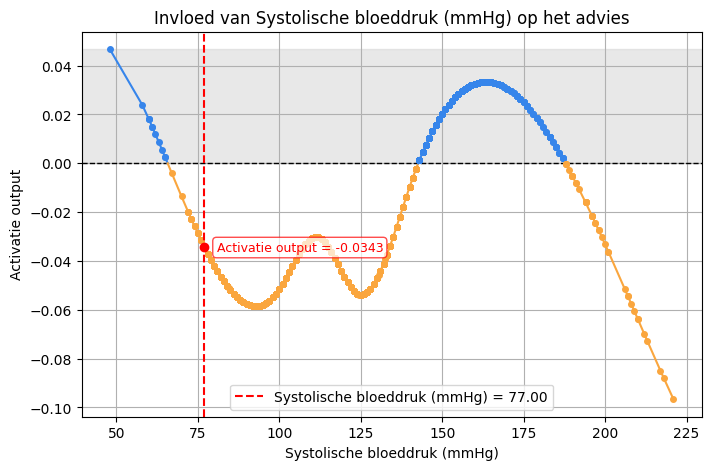 Invloed van Systolische bloeddruk (mmHg) op het advies
Activatie output
0.04
0.02
0.00
−0.02
−0.04
−0.06
−0.08
−0.10
Activatie output = -0.0343
Systolische bloeddruk (mmHg) = 77.00
50 75 100 125 150 175 200 225
Systolische bloeddruk (mmHg)